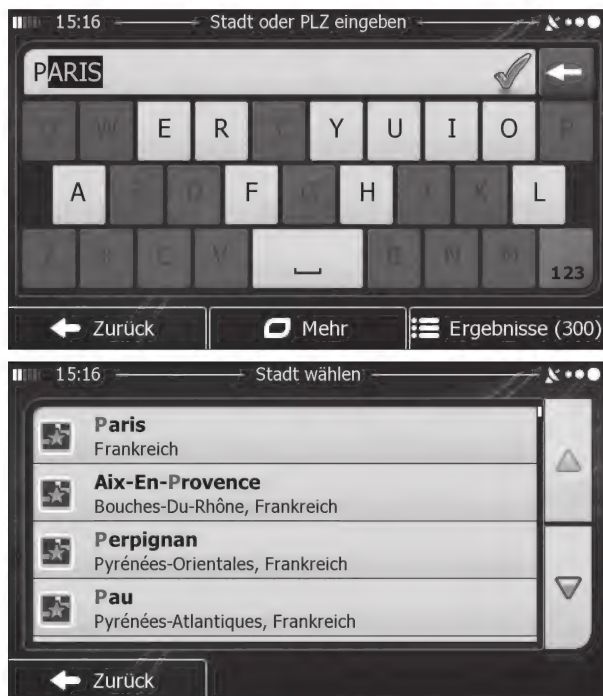 15:16 Stadt oder PLZ eingeben
PARIS
E R Y U I O
A F H L
123
Zurück Mehr Ergebnisse (300)
15:16 Stadt wählen
Paris
Frankreich
Aix-En-Provence
Bouches-Du-Rhône, Frankreich
Perpignan
Pyrénées-Orientales, Frankreich
Pau
Pyrénées-Atlantiques, Frankreich
Zurück